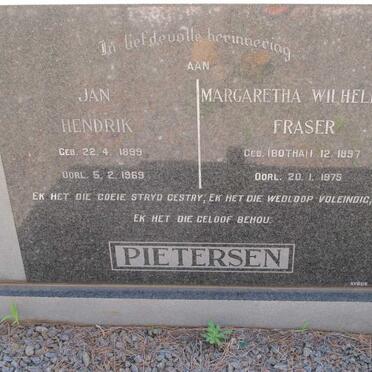 In liefdevolle herinnering
AAN
JAN
HENDRIK
GEB. 22. 4. 1899
OORL. 5. 2. 1969
MARGARETHA WILHEL
FRASER
GEB. (BOTHA) 1. 12. 1897
OORL. 20. 1. 1975
EK HET DIE GOEIE STRYD GESTRY, EK HET DIE WEDLOOP VOLEINDIG,
EK HET DIE GELOOF BEHOU.
PIETERSEN